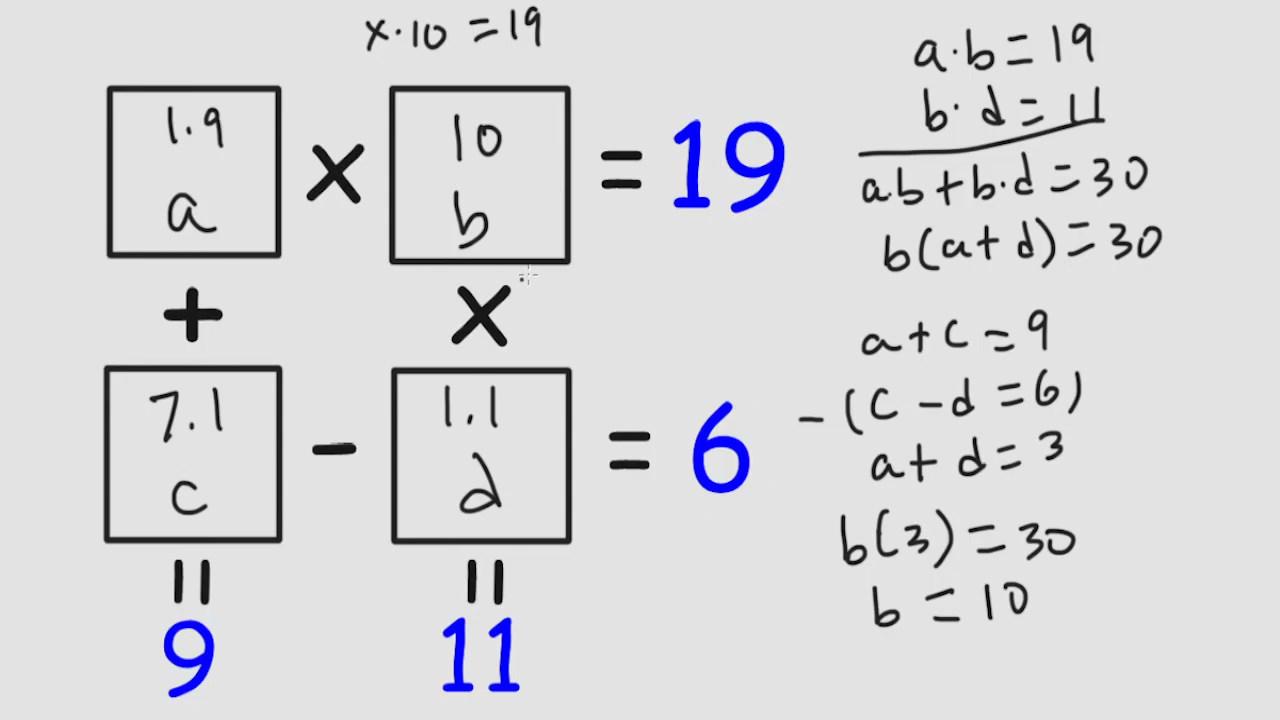 x·10 = 19
1.9 10
a × b = 19
+ ×
7.1 1.1
c - d = 6
= =
9 11
a·b = 19
b·d = 11
a·b + b·d = 30
b(a + d) = 30
a + c = 9
- (c - d = 6)
a + d = 3
b(3) = 30
b = 10